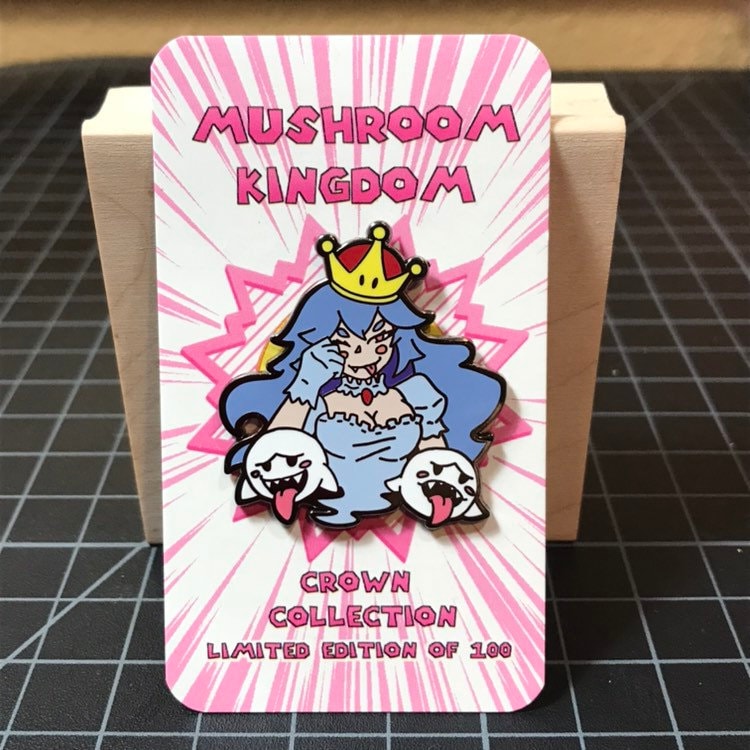 MUSHROOM
KINGDOM
CROWN
COLLECTION
LIMITED EDITION OF 100